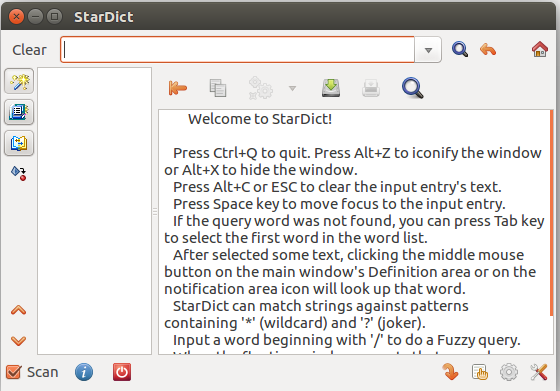 StarDict
Clear
Welcome to StarDict!
Press Ctrl+Q to quit. Press Alt+Z to iconify the window
or Alt+X to hide the window.
Press Alt+C or ESC to clear the input entry's text.
Press Space key to move focus to the input entry.
If the query word was not found, you can press Tab key
to select the first word in the word list.
After selected some text, clicking the middle mouse
button on the main window's Definition area or on the
notification area icon will look up that word.
StarDict can match strings against patterns
containing '*' (wildcard) and '?' (joker).
Input a word beginning with '/' to do a Fuzzy query.
Scan